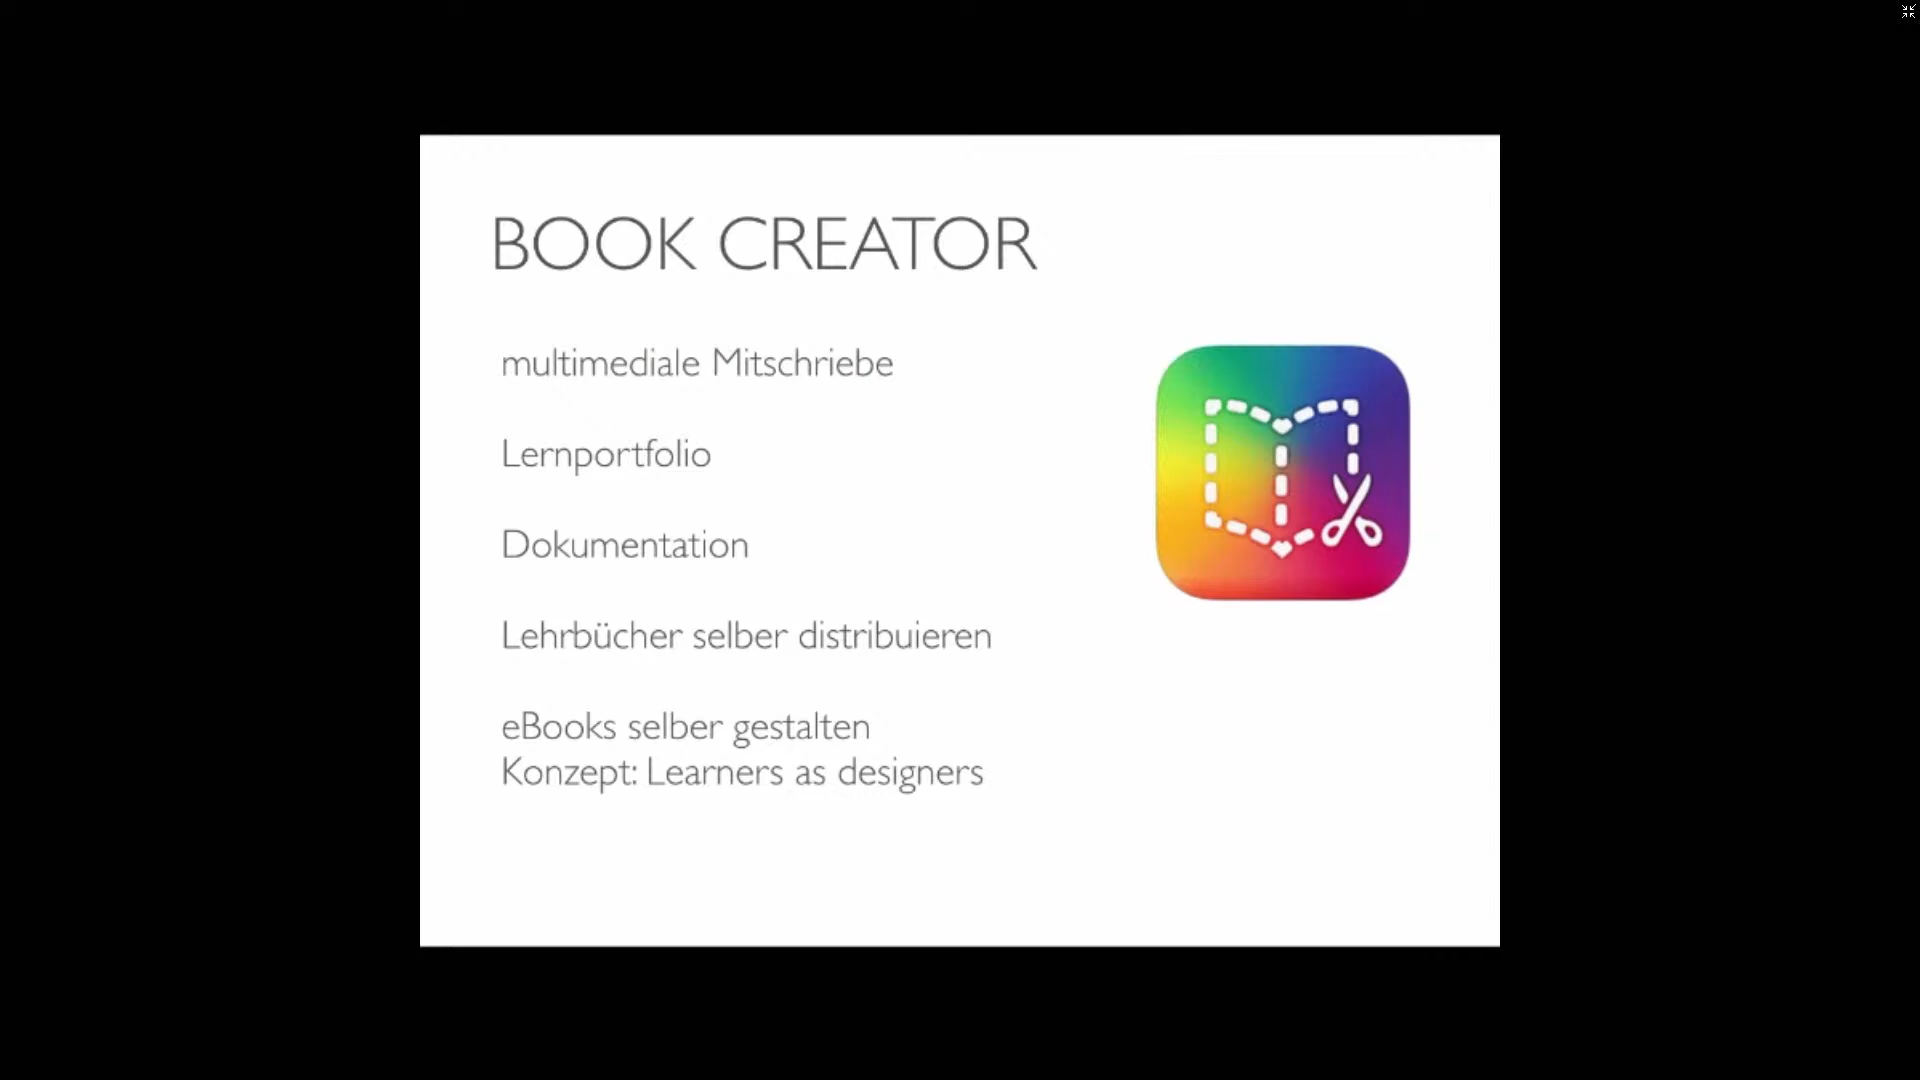 BOOK CREATOR
multimediale Mitschriebe
Lernportfolio
Dokumentation
Lehrbücher selber distribuieren
eBooks selber gestalten
Konzept: Learners as designers